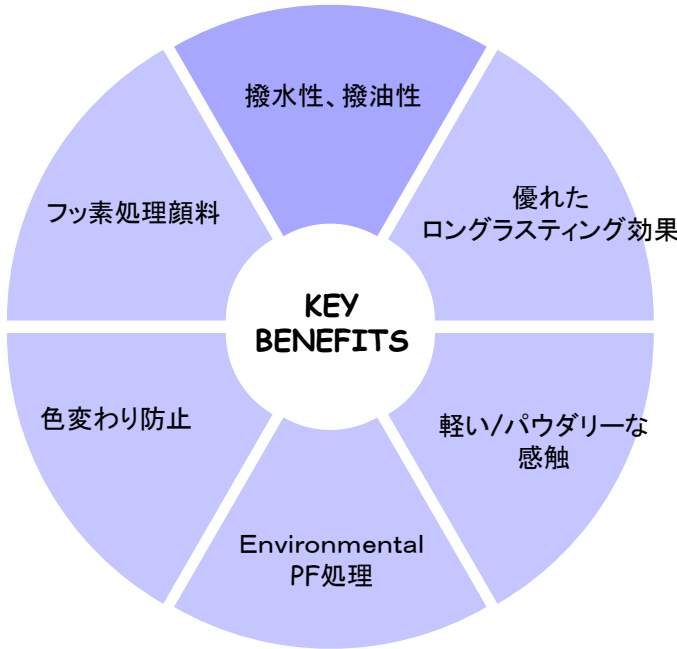 撥水性、撥油性
優れた
ロングラスティング効果
フッ素処理顔料
KEY
BENEFITS
色変わり防止
軽い/パウダリーな
感触
Environmental
PF処理